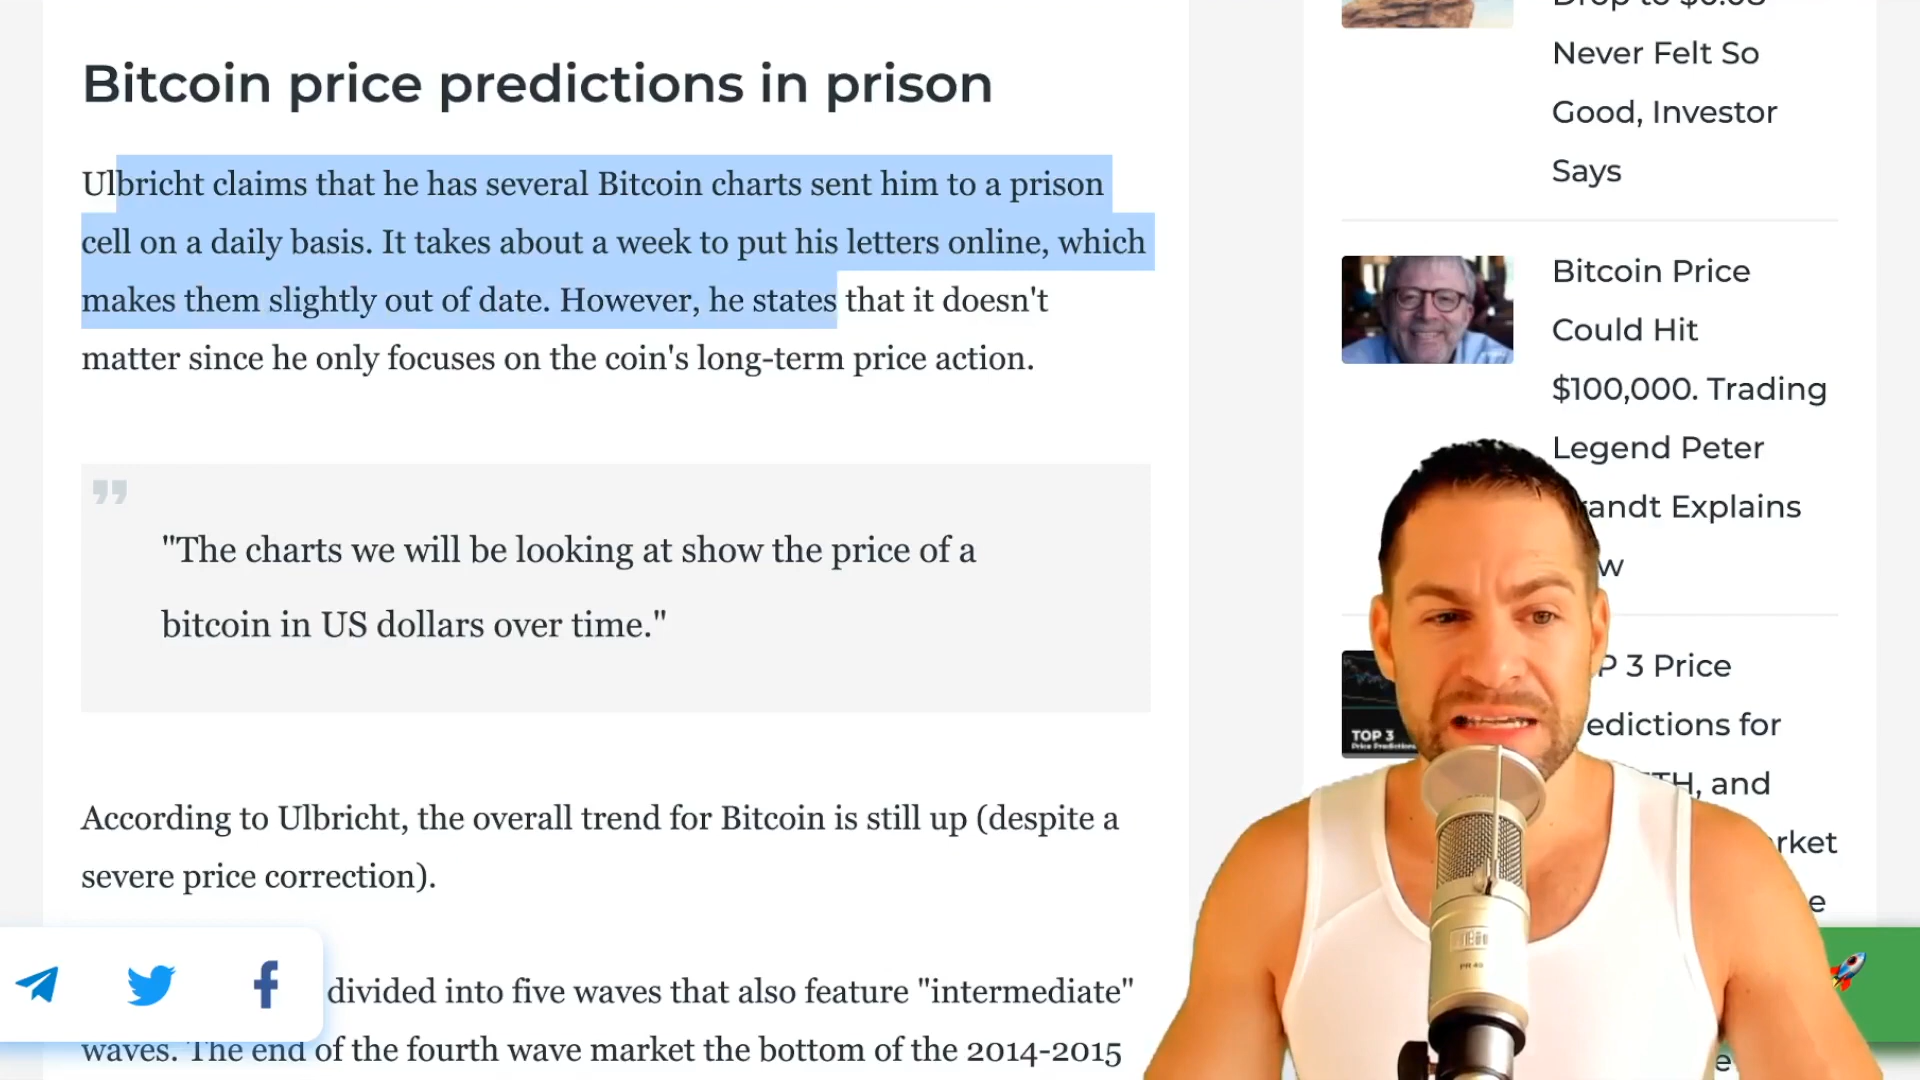 Bitcoin price predictions in prison
Ulbricht claims that he has several Bitcoin charts sent him to a prison
cell on a daily basis. It takes about a week to put his letters online, which
makes them slightly out of date. However, he states that it doesn't
matter since he only focuses on the coin's long-term price action.
"The charts we will be looking at show the price of a
bitcoin in US dollars over time."
According to Ulbricht, the overall trend for Bitcoin is still up (despite a
severe price correction).
divided into five waves that also feature "intermediate"
waves. The end of the fourth wave market the bottom of the 2014-2015
Never Felt So
Good, Investor
Says
Bitcoin Price
Could Hit
$100,000. Trading
Legend Peter
randt Explains
w
TOP 3
Price Predictions
P 3 Price
edictions for
TH, and
rket
e
PR 40